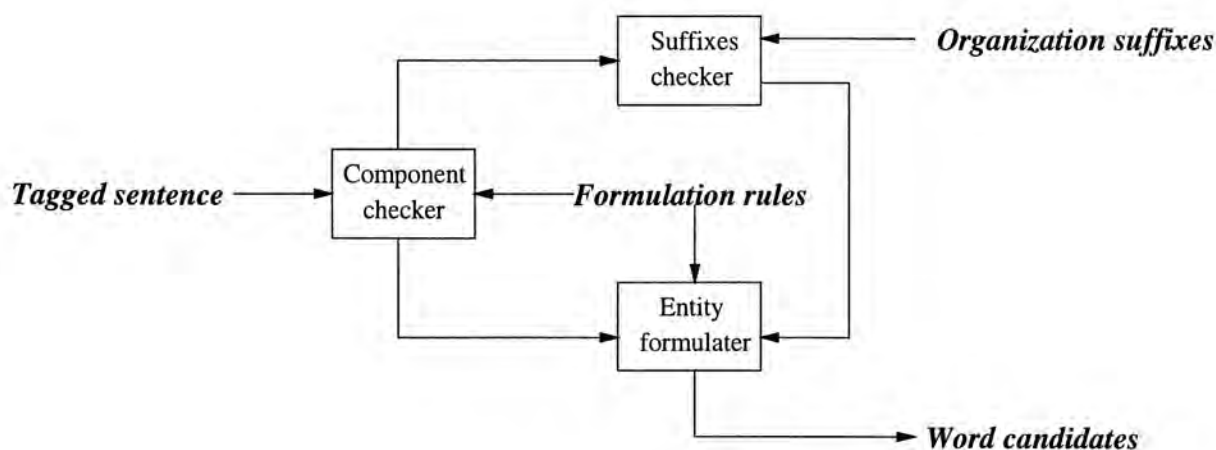 Suffixes
checker
Organization suffixes
Component
checker
Tagged sentence
Formulation rules
Entity
formulater
Word candidates